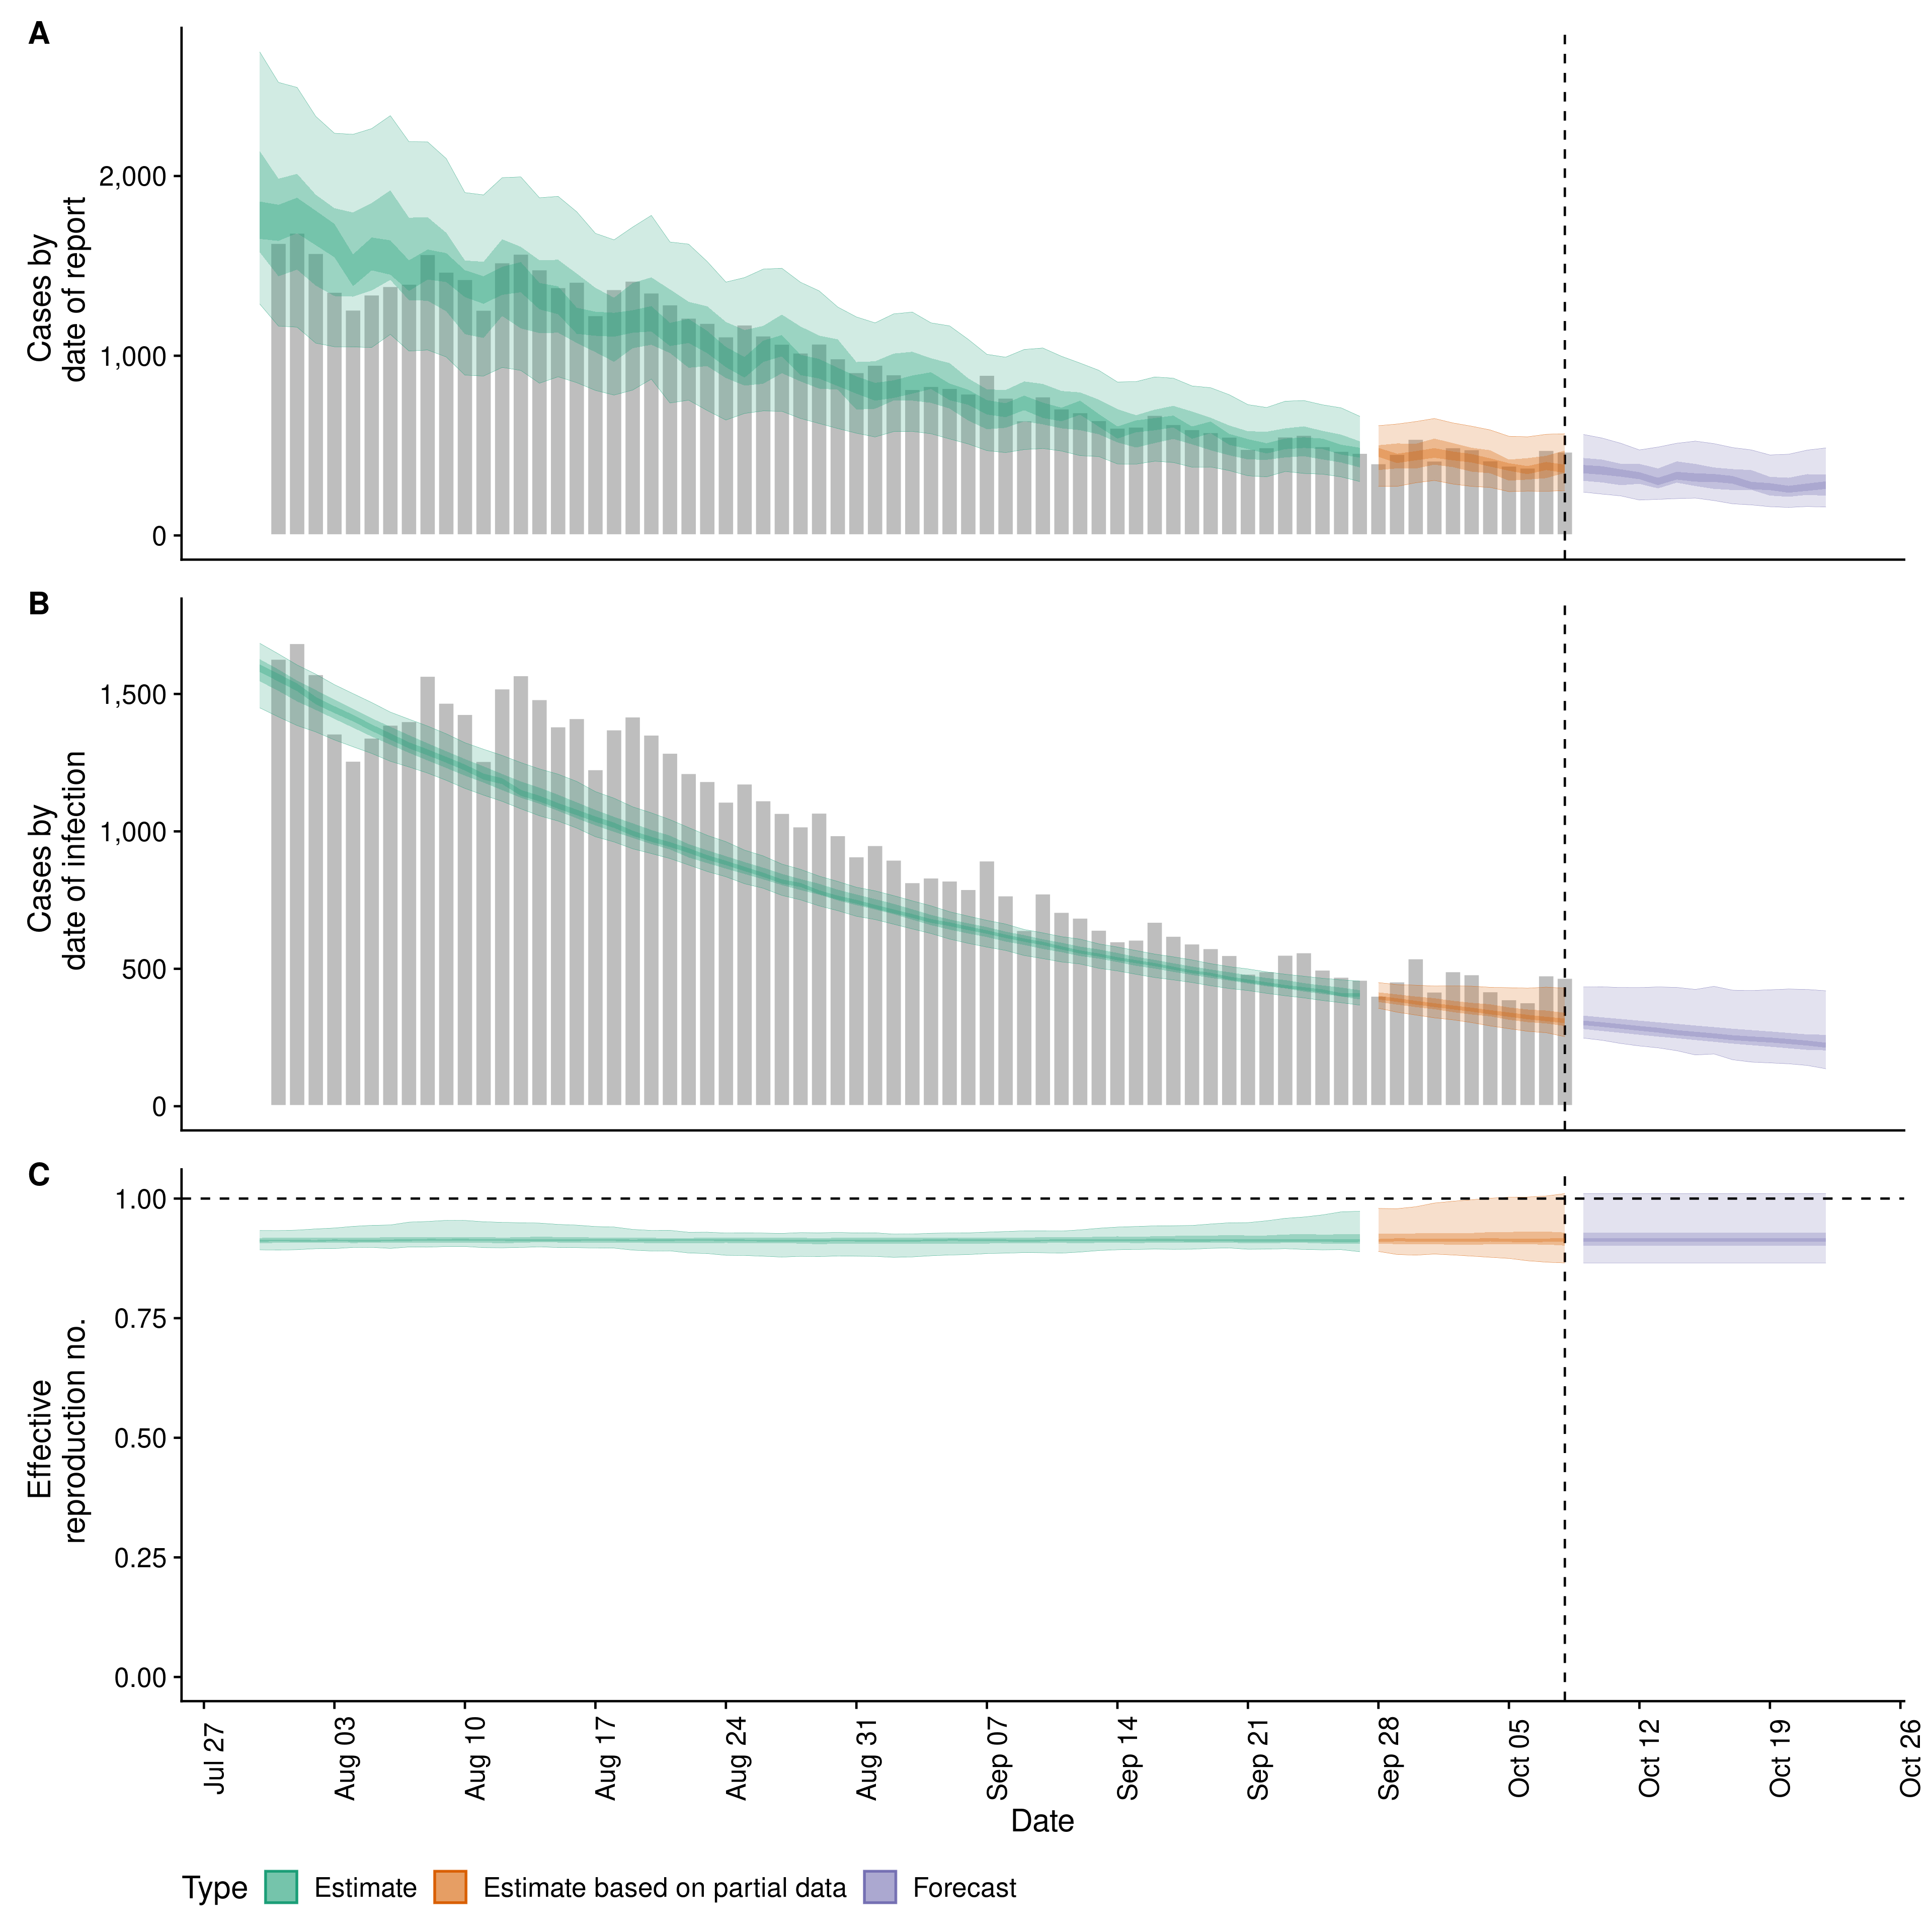 A
Cases by
date of report
2,000
1,000
0
B
Cases by
date of infection
1,500
1,000
500
0
C
Effective
reproduction no.
1.00
0.75
0.50
0.25
0.00
Jul 27
Aug 03
Aug 10
Aug 17
Aug 24
Aug 31
Sep 07
Sep 14
Sep 21
Sep 28
Oct 05
Oct 12
Oct 19
Oct 26
Date
Type Estimate Estimate based on partial data Forecast